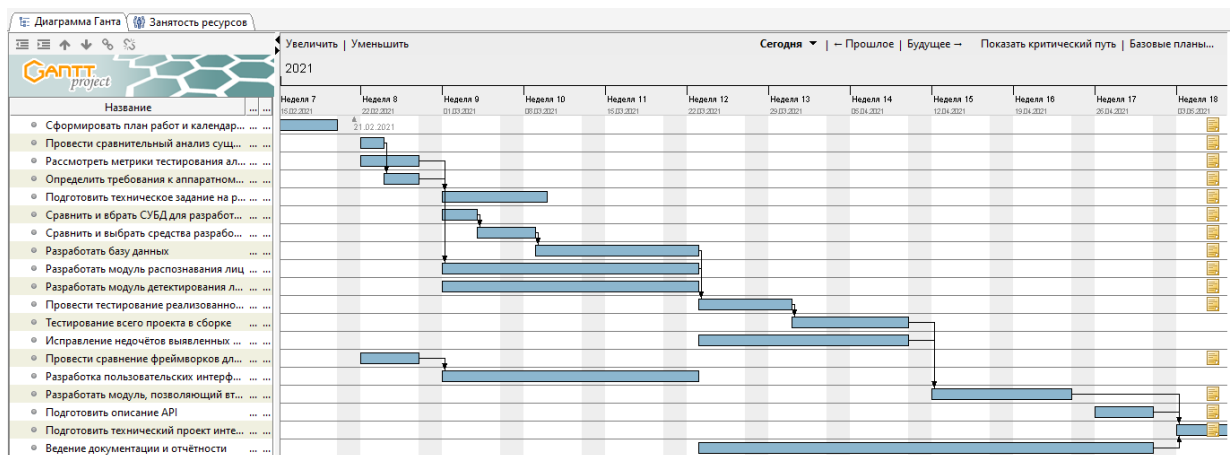 Диаграмма Ганта Занятость ресурсов
Увеличить | Уменьшить Сегодня ▼ | ← Прошлое | Будущее → Показать критический путь | Базовые планы...
GANTT project
2021
Название ... ...
Неделя 7 Неделя 8 Неделя 9 Неделя 10 Неделя 11 Неделя 12 Неделя 13 Неделя 14 Неделя 15 Неделя 16 Неделя 17 Неделя 18
15.02.2021 22.02.2021 01.03.2021 08.03.2021 15.03.2021 22.03.2021 29.03.2021 05.04.2021 12.04.2021 19.04.2021 26.04.2021 03.05.2021
21.02.2021
Сформировать план работ и календар... ... ...
Провести сравнительный анализ сущ... ... ...
Рассмотреть метрики тестирования ал... ... ...
Определить требования к аппаратном... ... ...
Подготовить техническое задание на р... ... ...
Сравнить и вбрать СУБД для разработ... ... ...
Сравнить и выбрать средства разрабо... ... ...
Разработать базу данных ... ...
Разработать модуль распознавания лиц ... ...
Разработать модуль детектирования л... ... ...
Провести тестирование реализованно... ... ...
Тестирование всего проекта в сборке ... ...
Исправление недочётов выявленных ... ... ...
Провести сравнение фреймворков дл... ... ...
Разработка пользовательских интерф... ... ...
Разработать модуль, позволяющий вт... ... ...
Подготовить описание API ... ...
Подготовить технический проект инте... ... ...
Ведение документации и отчётности ... ...